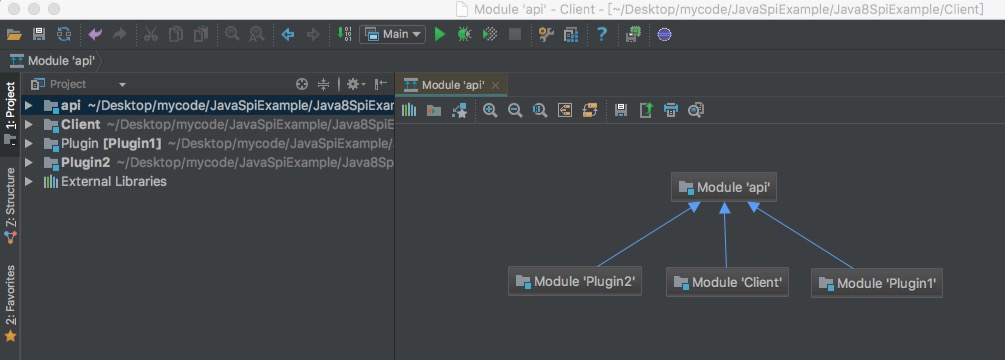 Module 'api' - Client - [~/Desktop/mycode/JavaSpiExample/Java8SpiExample/Client]
Main
Module 'api'
1: Project
Project
Module 'api'
api ~/Desktop/mycode/JavaSpiExample/Java8SpiExar
Client ~/Desktop/mycode/JavaSpiExample/Java8SpiE
Plugin [Plugin1] ~/Desktop/mycode/JavaSpiExample/
Plugin2 ~/Desktop/mycode/JavaSpiExample/Java8Sp
External Libraries
Z: Structure
2: Favorites
Module 'api'
Module 'Plugin2'
Module 'Client'
Module 'Plugin1'